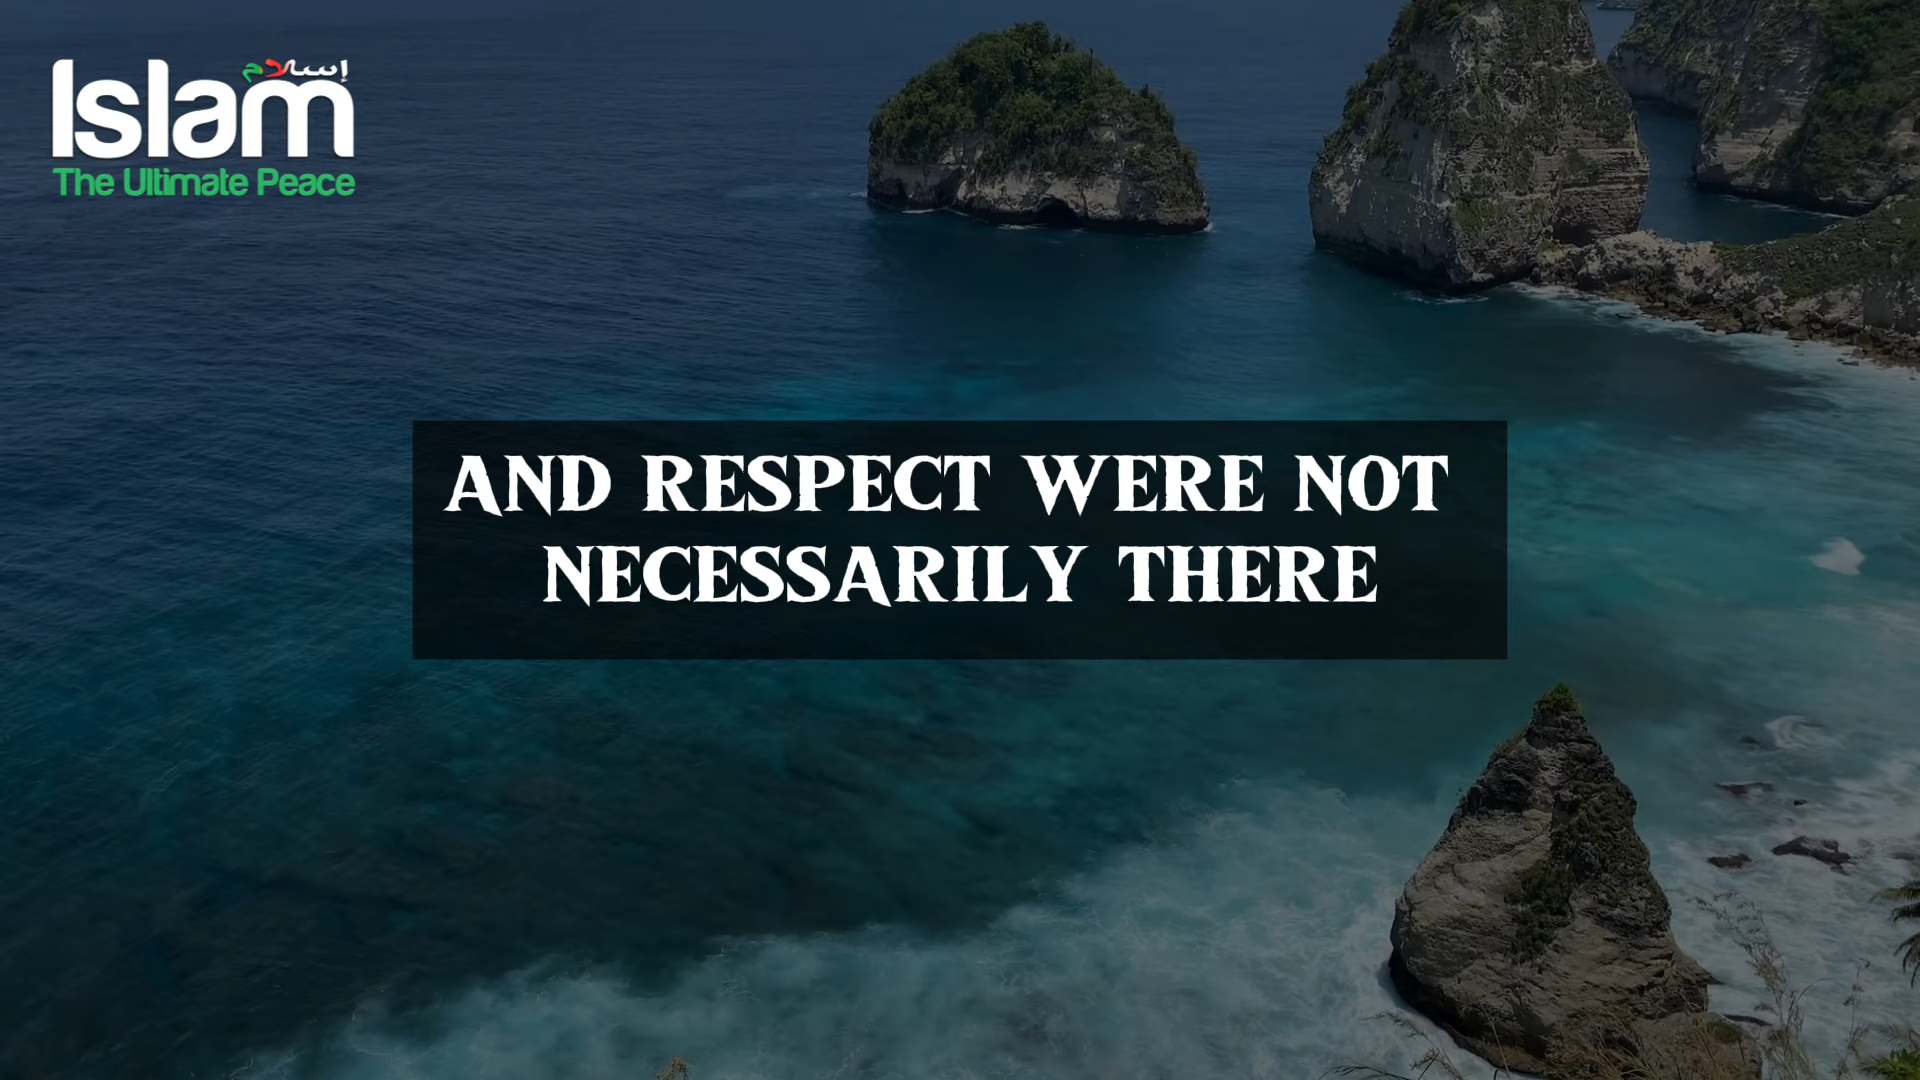 إسلام
Islam
The Ultimate Peace
AND RESPECT WERE NOT
NECESSARILY THERE